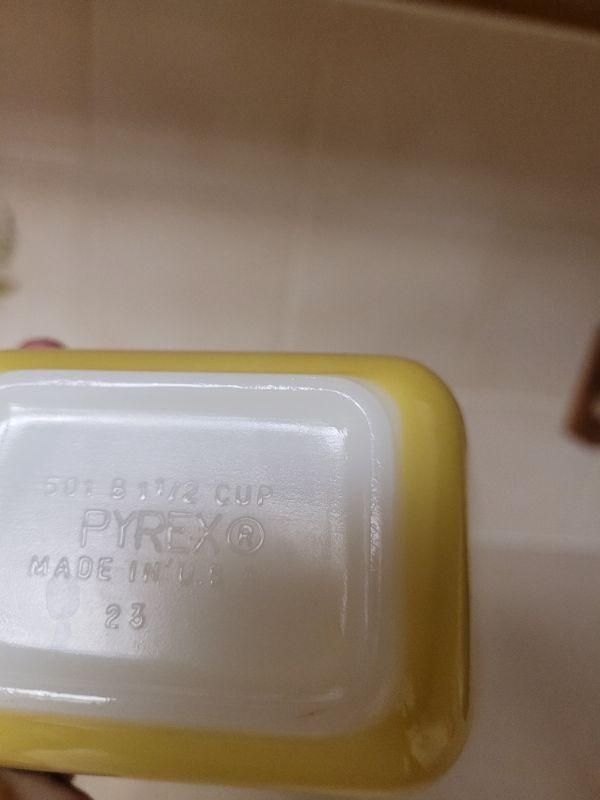 501 B 1 1/2 CUP
PYREX®
MADE IN U.S.A.
23